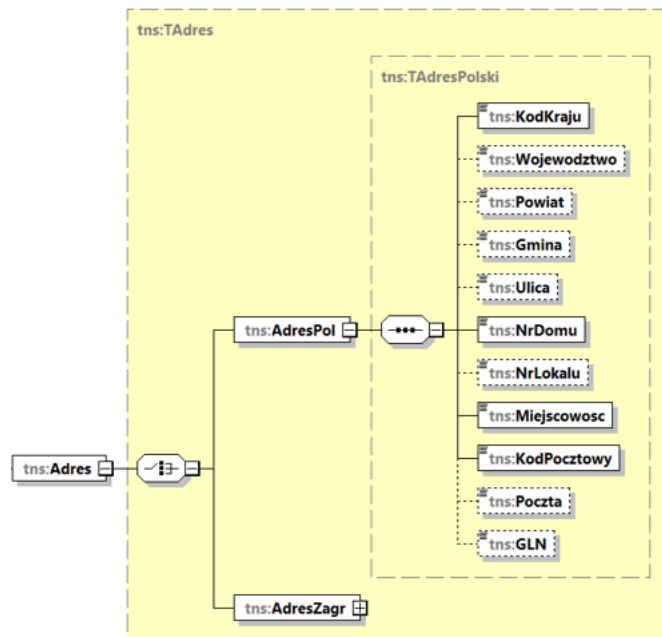 tns:TAdres
tns:TAdresPolski
tns:KodKraju
tns:Wojewodztwo
tns:Powiat
tns:Gmina
tns:Ulica
tns:AdresPol
tns:NrDomu
tns:NrLokalu
tns:Miejscowosc
tns:KodPocztowy
tns:Adres
tns:Poczta
tns:GLN
tns:AdresZagr